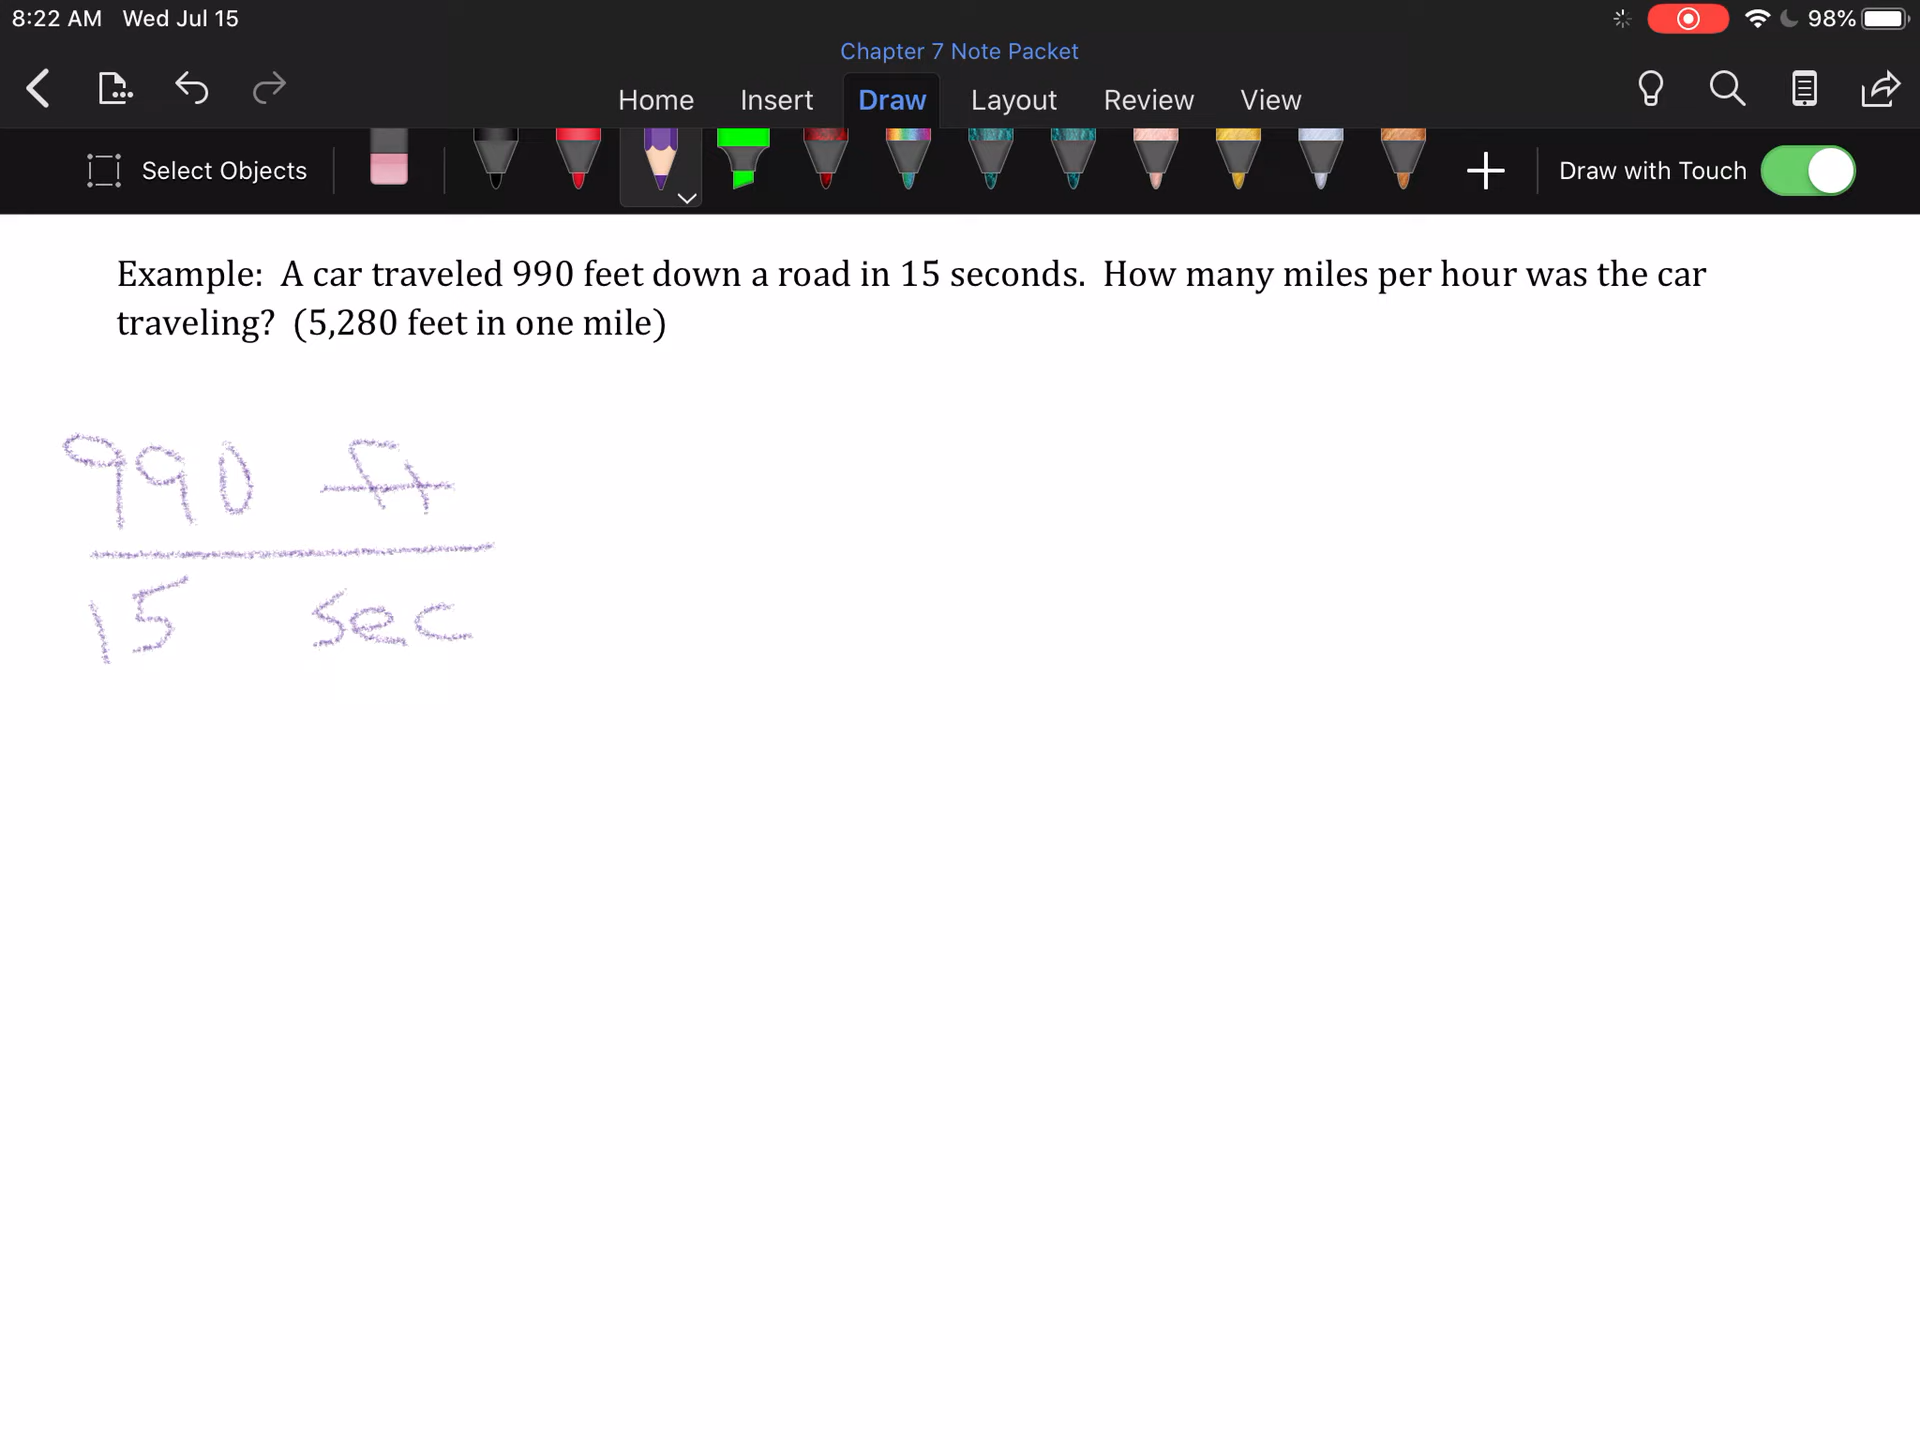 8:22 AM Wed Jul 15
98%
Chapter 7 Note Packet
Home Insert Draw Layout Review View
Select Objects
Draw with Touch
Example: A car traveled 990 feet down a road in 15 seconds. How many miles per hour was the car
traveling? (5,280 feet in one mile)
990 ft
15 sec